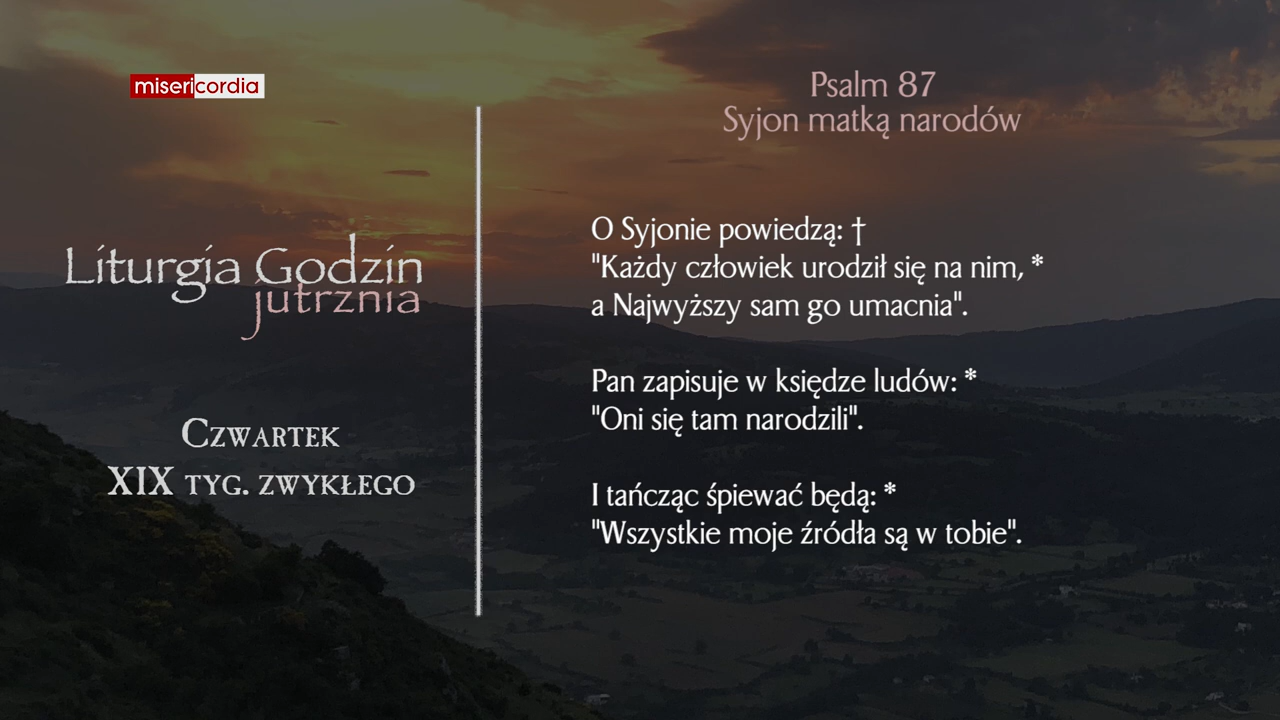 misericordia
Liturgia Godzin
jutrznia
Czwartek
XIX tyg. zwykłego
Psalm 87
Syjon matką narodów
O Syjonie powiedzą: †
"Każdy człowiek urodził się na nim, *
a Najwyższy sam go umacnia".
Pan zapisuje w księdze ludów: *
"Oni się tam narodzili".
I tańcząc śpiewać będą: *
"Wszystkie moje źródła są w tobie".